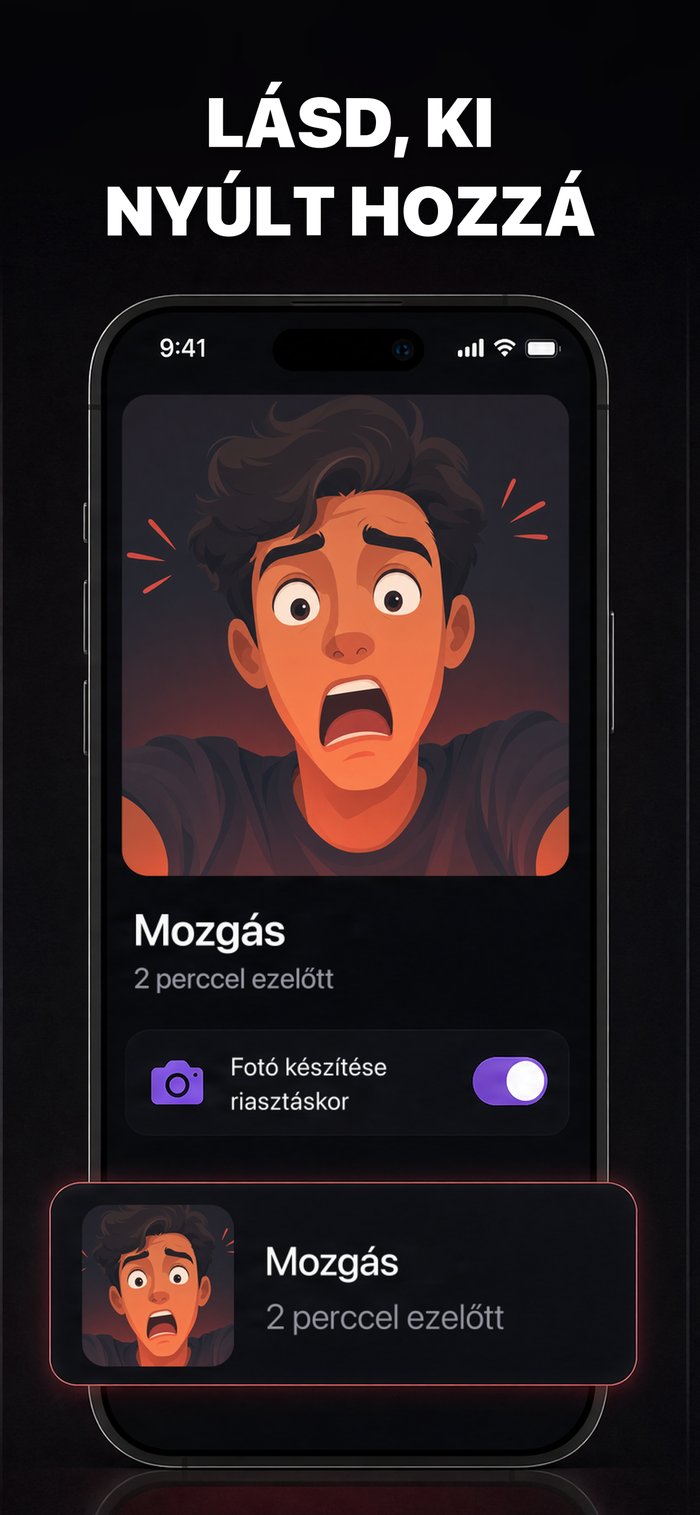 LÁSD, KI
NYÚLT HOZZÁ
9:41
Mozgás
2 perccel ezelőtt
Fotó készítése
riasztáskor
Mozgás
2 perccel ezelőtt